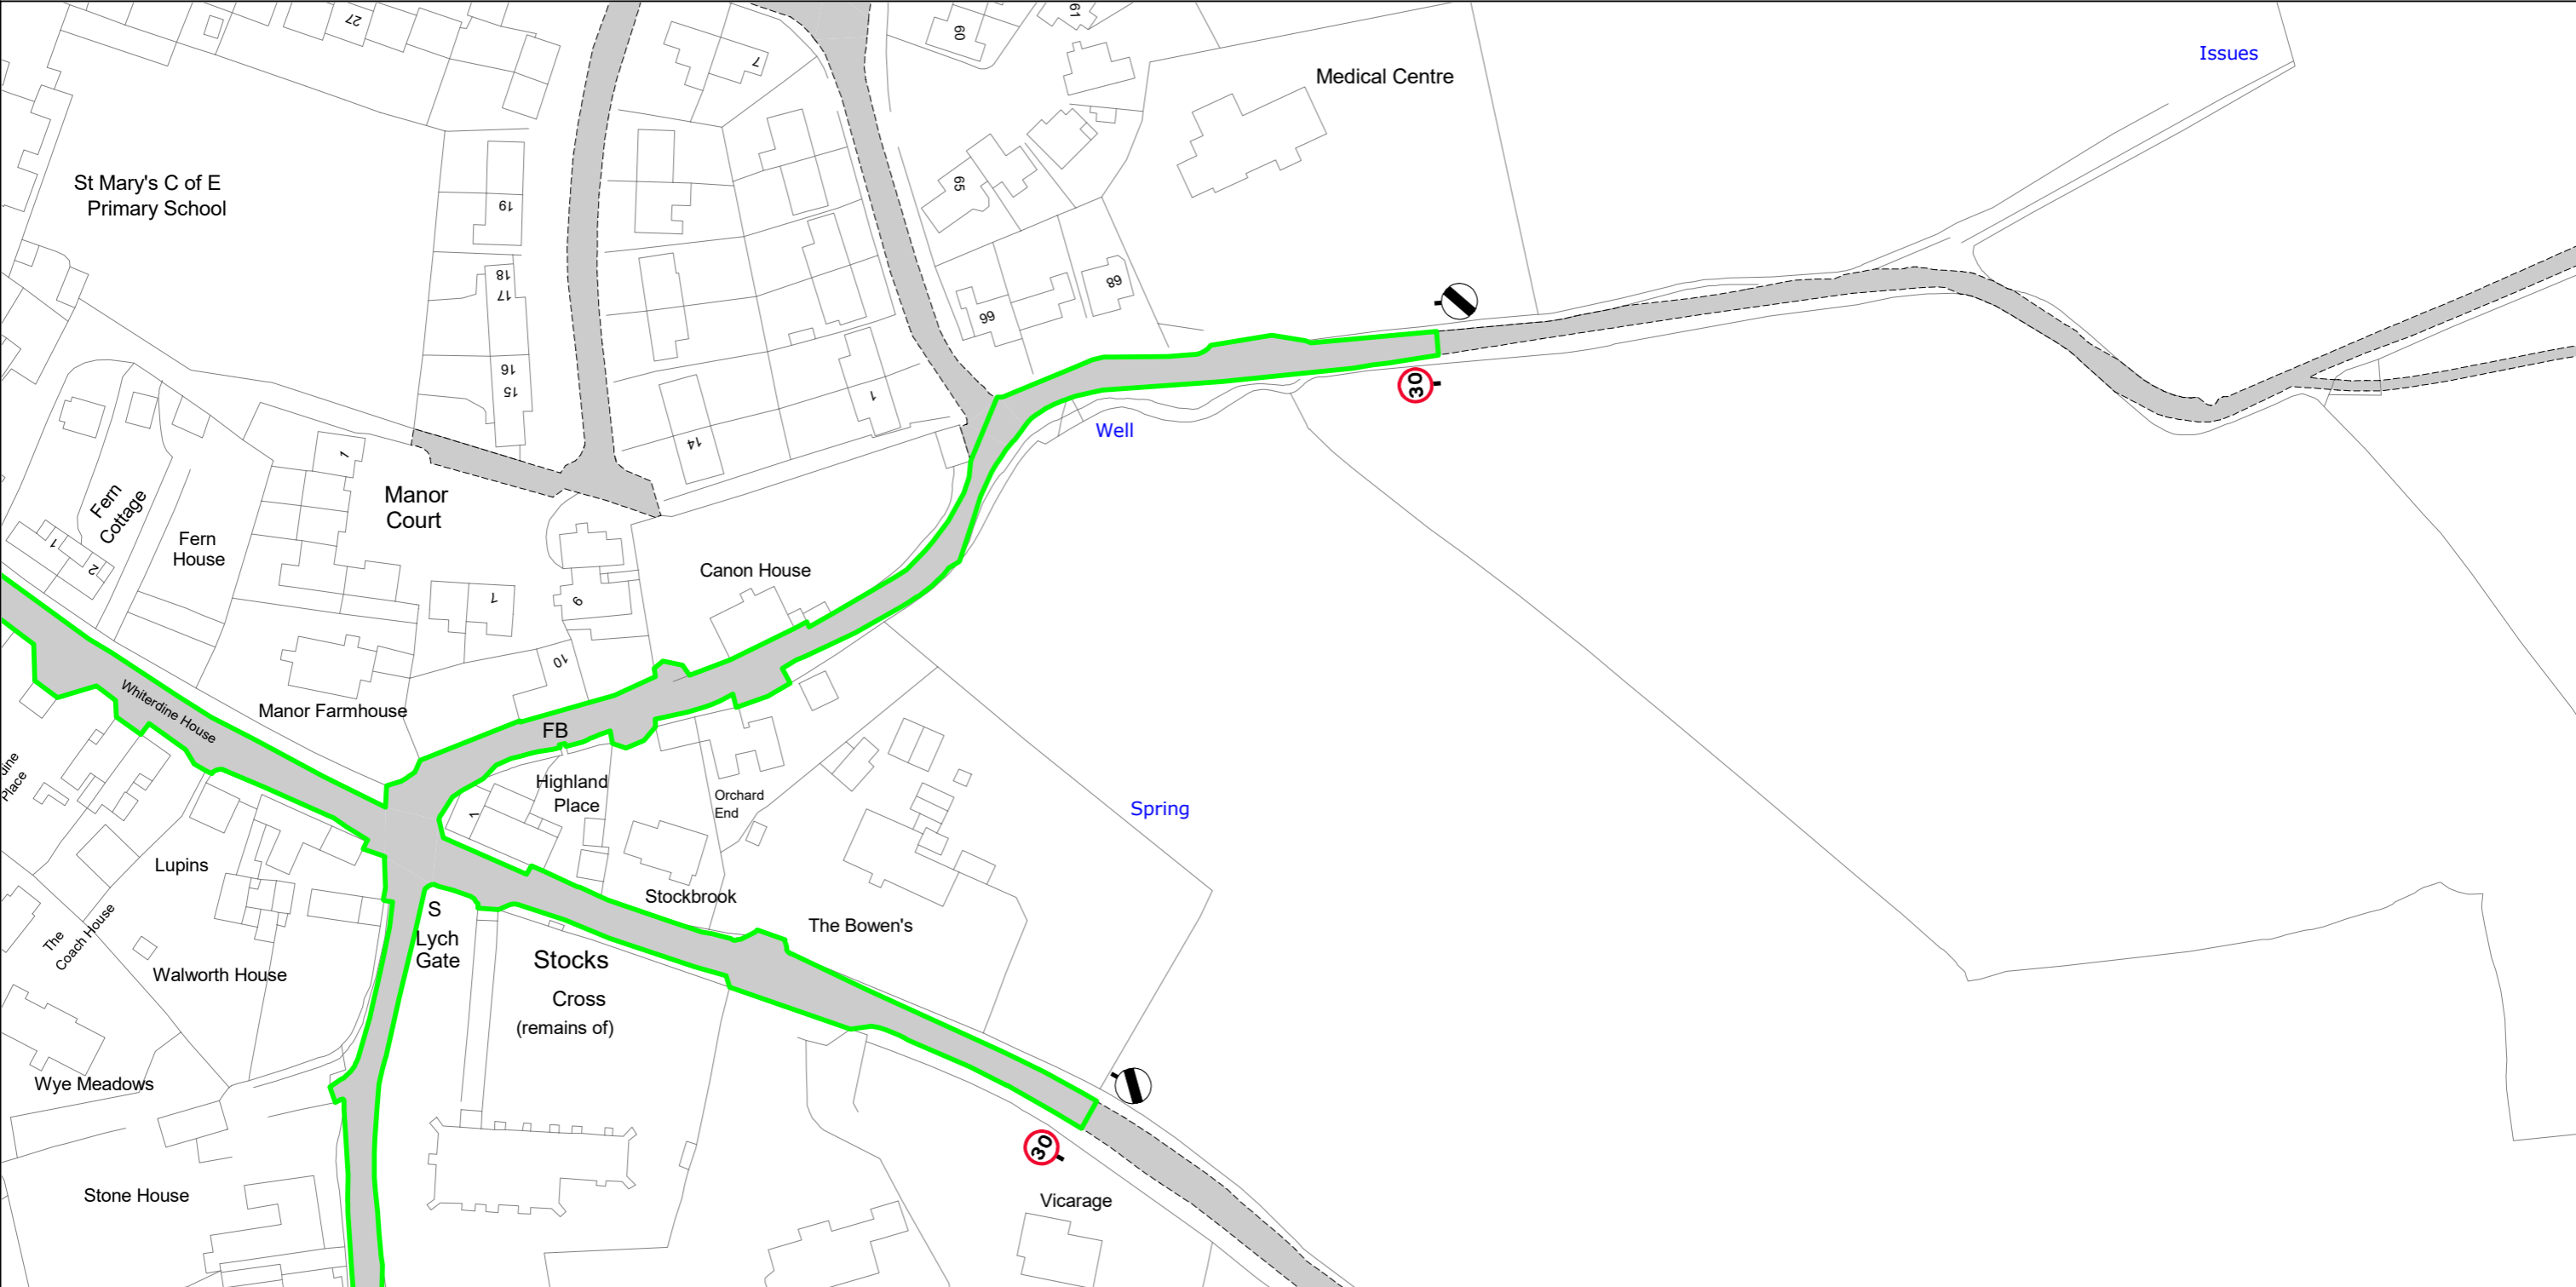 27
7
60
61
Medical Centre
Issues
St Mary's C of E
Primary School
19
65
18
17
68
66
16
15
30
1
14
Well
1
Manor
Court
Fern
Cottage
Fern
House
1
2
Canon House
7
9
10
Whiterdine House
Manor Farmhouse
FB
Place
Highland
Place
1
Orchard
End
Spring
Lupins
Stockbrook
S
The
Coach House
The Bowen's
Lych
Gate
Stocks
Walworth House
Cross
(remains of)
Wye Meadows
30
Stone House
Vicarage